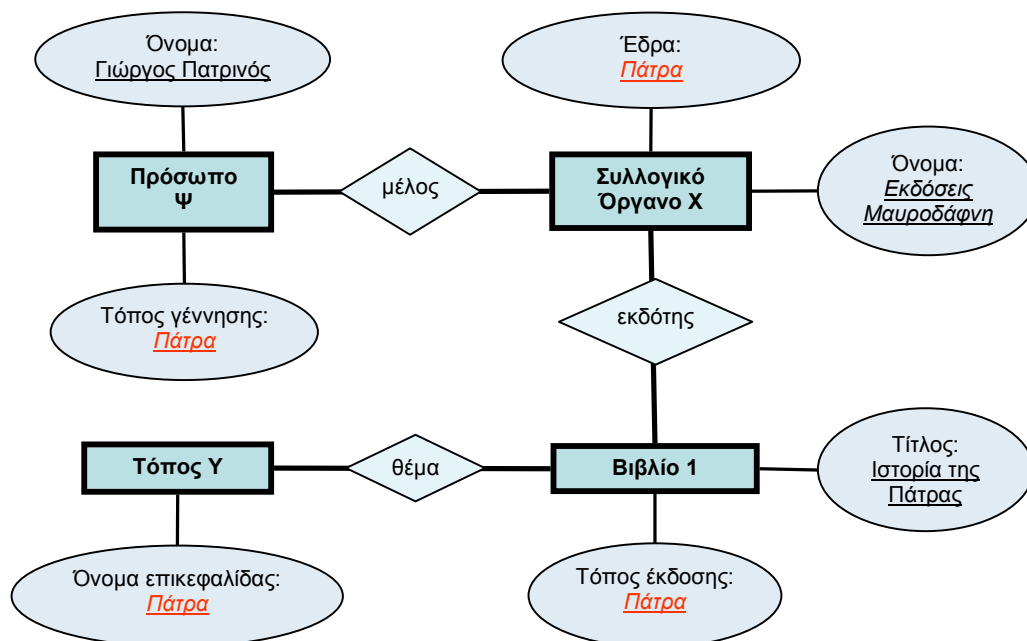 Όνομα:
Γιώργος Πατρινός
Έδρα:
Πάτρα
Πρόσωπο
Ψ
μέλος
Συλλογικό
Όργανο Χ
Όνομα:
Εκδόσεις
Μαυροδάφνη
Τόπος γέννησης:
Πάτρα
εκδότης
Τόπος Υ
θέμα
Βιβλίο 1
Τίτλος:
Ιστορία της
Πάτρας
Όνομα επικεφαλίδας:
Πάτρα
Τόπος έκδοσης:
Πάτρα